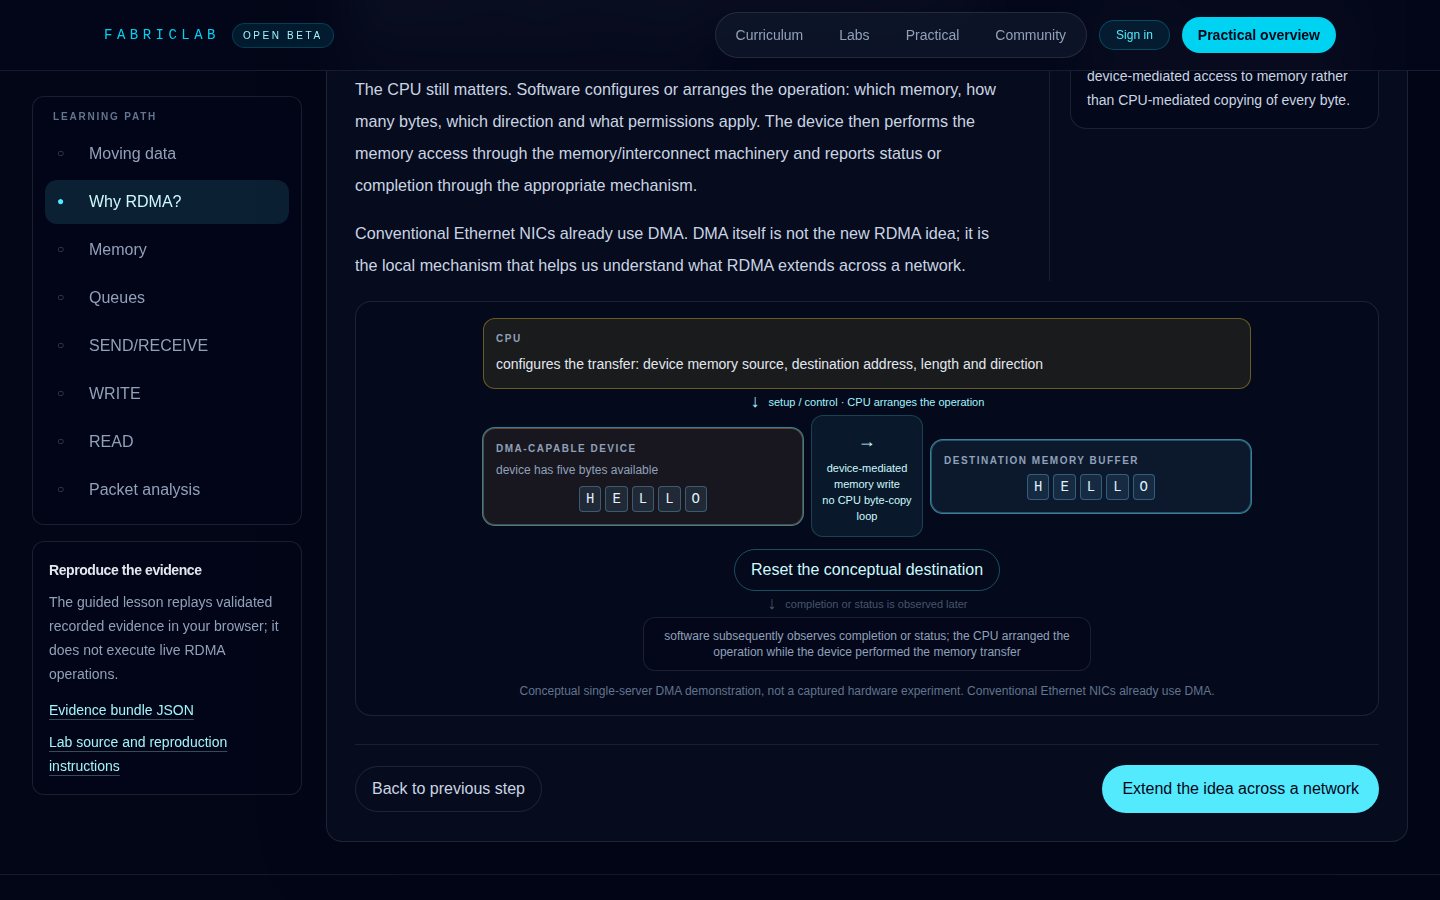 FABRICLAB
OPEN BETA
Curriculum
Labs
Practical
Community
Sign in
Practical overview
LEARNING PATH
Moving data
Why RDMA?
Memory
Queues
SEND/RECEIVE
WRITE
READ
Packet analysis
Reproduce the evidence
The guided lesson replays validated
recorded evidence in your browser; it
does not execute live RDMA
operations.
Evidence bundle JSON
Lab source and reproduction
instructions
The CPU still matters. Software configures or arranges the operation: which memory, how
many bytes, which direction and what permissions apply. The device then performs the
memory access through the memory/interconnect machinery and reports status or
completion through the appropriate mechanism.
Conventional Ethernet NICs already use DMA. DMA itself is not the new RDMA idea; it is
the local mechanism that helps us understand what RDMA extends across a network.
device-mediated access to memory rather
than CPU-mediated copying of every byte.
CPU
configures the transfer: device memory source, destination address, length and direction
↓ setup / control · CPU arranges the operation
DMA-CAPABLE DEVICE
device has five bytes available
H E L L O
→
device-mediated
memory write
no CPU byte-copy
loop
DESTINATION MEMORY BUFFER
H E L L O
Reset the conceptual destination
↓ completion or status is observed later
software subsequently observes completion or status; the CPU arranged the
operation while the device performed the memory transfer
Conceptual single-server DMA demonstration, not a captured hardware experiment. Conventional Ethernet NICs already use DMA.
Back to previous step
Extend the idea across a network